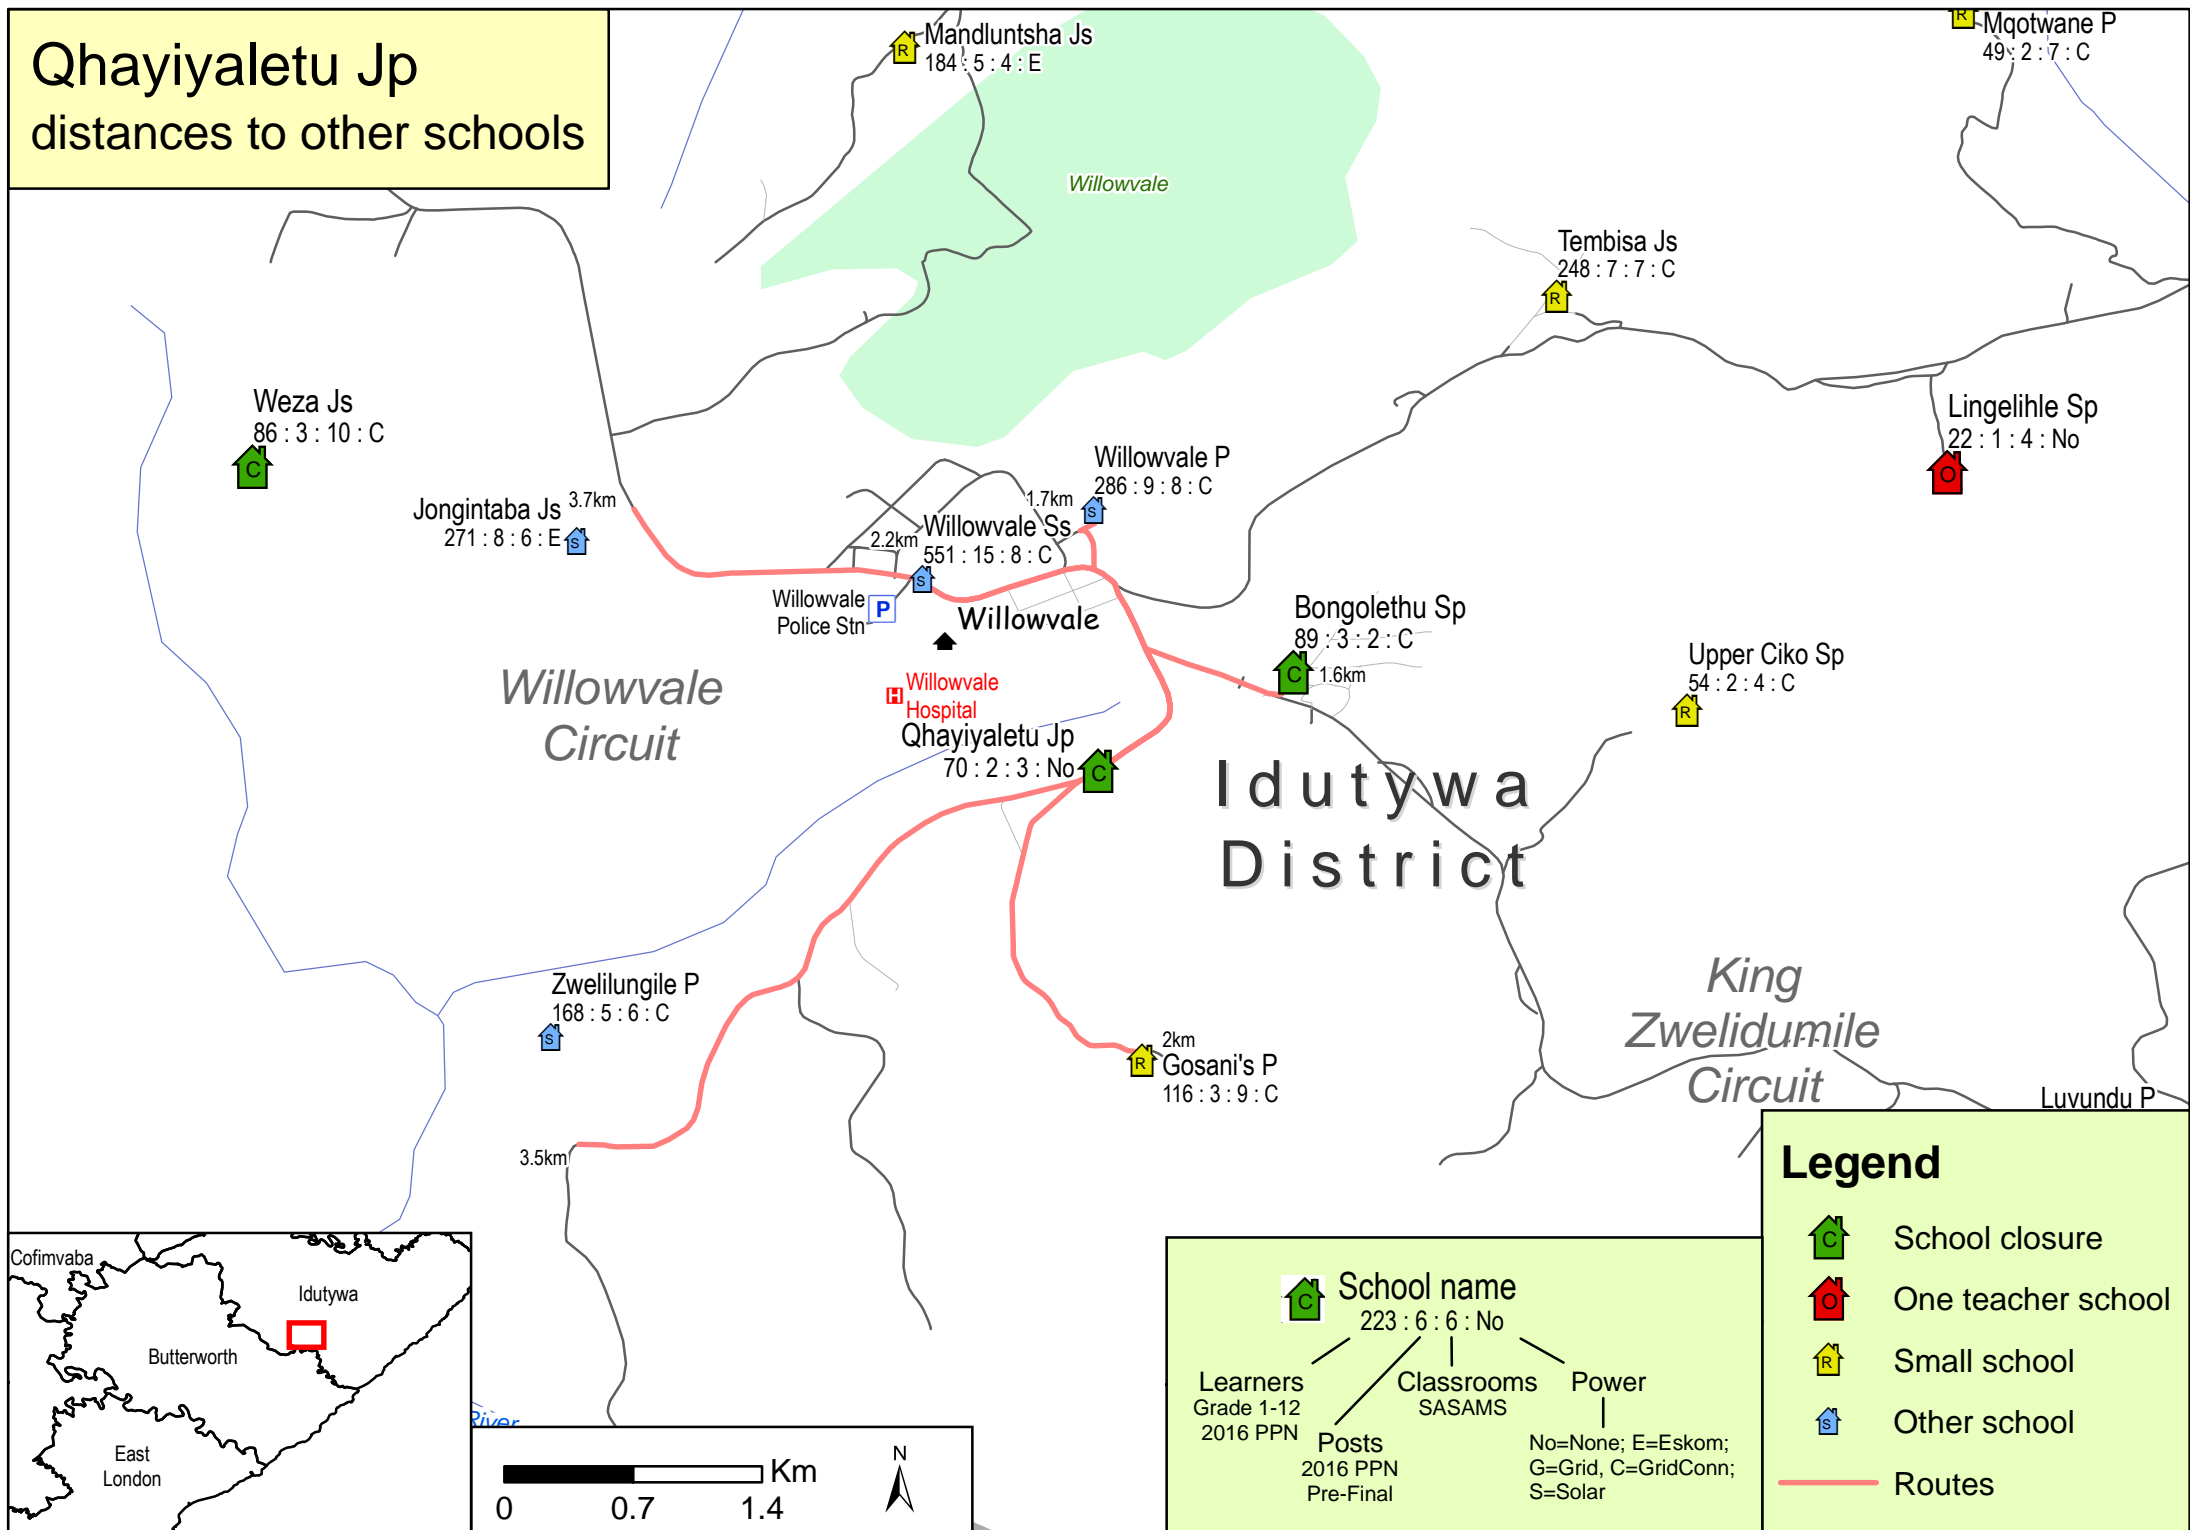 Qhayiyaletu Jp
distances to other schools
Mandluntsha Js
184 : 5 : 4 : E
R
R
Mqotwane P
49 : 2 : 7 : C
Willowvale
Tembisa Js
248 : 7 : 7 : C
R
Weza Js
86 : 3 : 10 : C
C
Lingelihle Sp
22 : 1 : 4 : No
O
Jongintaba Js
271 : 8 : 6 : E
S
3.7km
Willowvale P
286 : 9 : 8 : C
1.7km
S
Willowvale Ss
551 : 15 : 8 : C
2.2km
S
Willowvale
Police Stn
P
Willowvale
Bongolethu Sp
89 : 3 : 2 : C
C
1.6km
Upper Ciko Sp
54 : 2 : 4 : C
R
Willowvale
Circuit
H
Willowvale
Hospital
Qhayiyaletu Jp
70 : 2 : 3 : No
C
Idutywa
District
Zwelilungile P
168 : 5 : 6 : C
S
King
Zwelidumile
Circuit
2km
R
Gosani's P
116 : 3 : 9 : C
Luvundu P
3.5km
Cofimvaba
Idutywa
Butterworth
East
London
River
Km
0
0.7
1.4
N
C
School name
223 : 6 : 6 : No
Learners
Grade 1-12
2016 PPN
Posts
2016 PPN
Pre-Final
Classrooms
SASAMS
Power
No=None; E=Eskom;
G=Grid, C=GridConn;
S=Solar
Legend
C
School closure
O
One teacher school
R
Small school
S
Other school
Routes